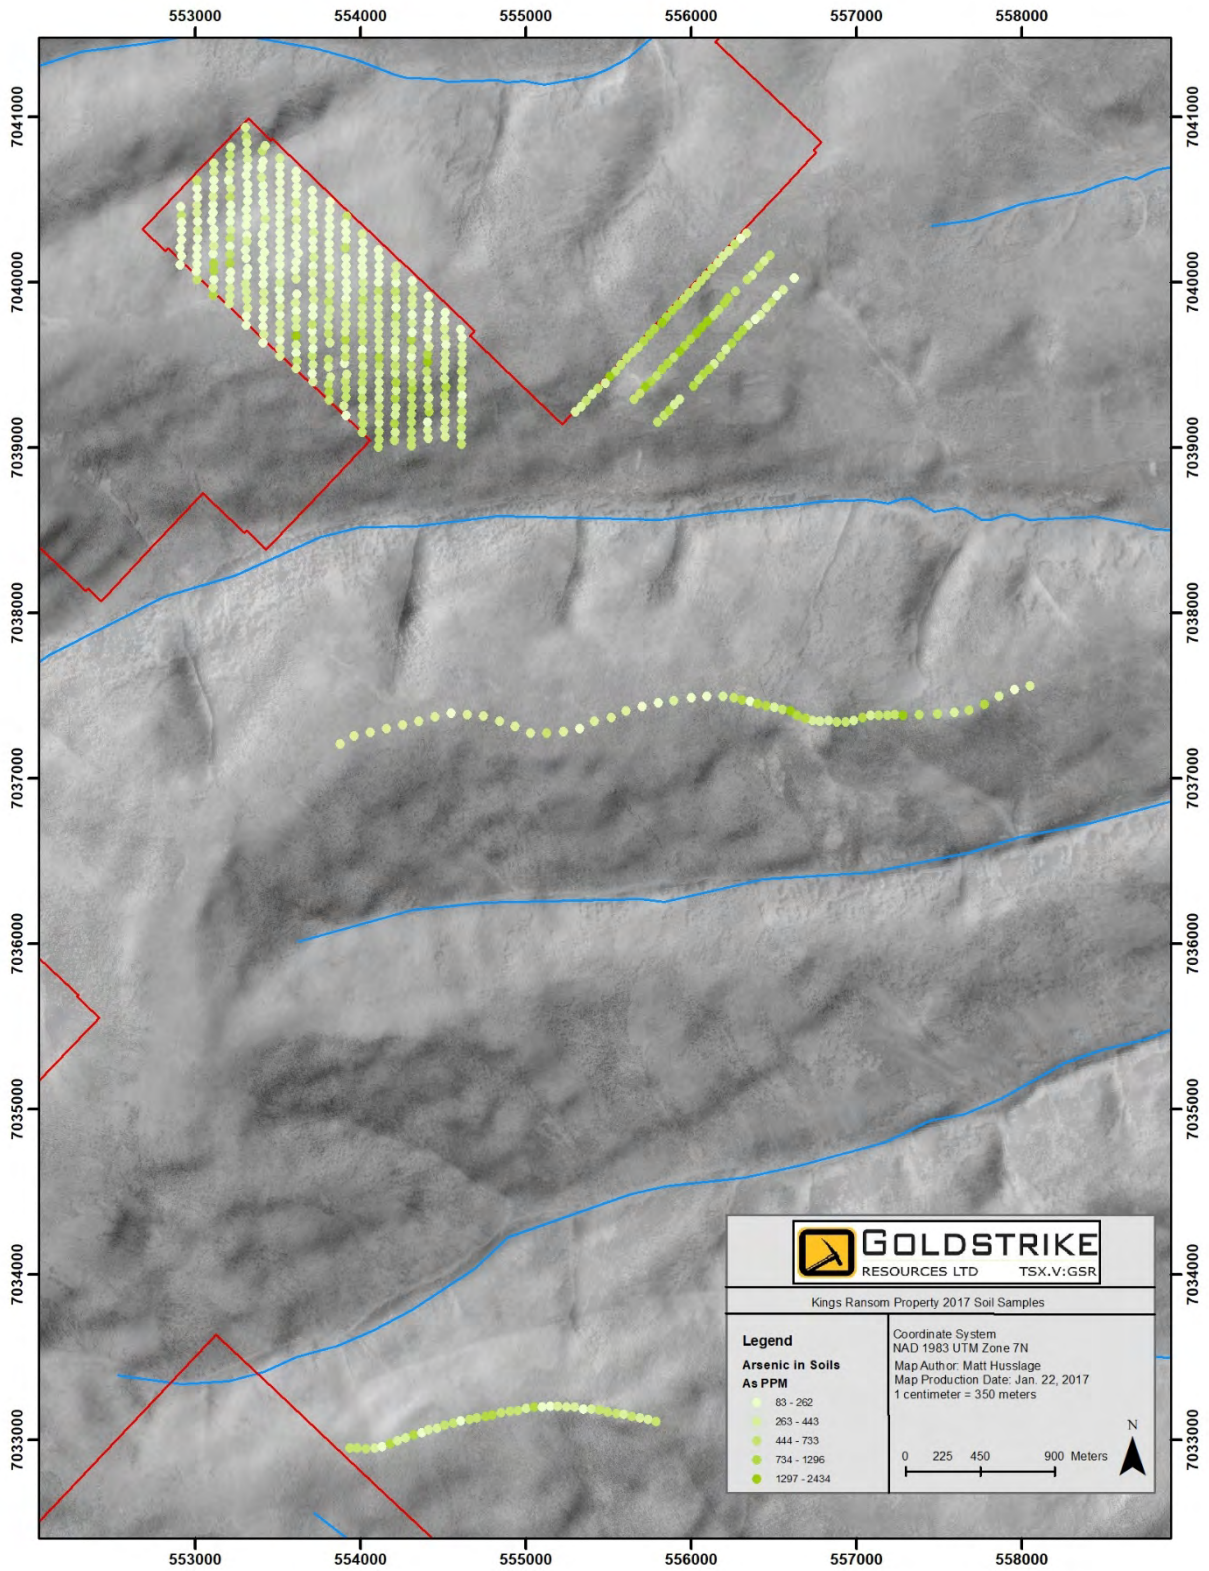 553000 554000 555000 556000 557000 558000
7041000 7041000
7040000 7040000
7039000 7039000
7038000 7038000
7037000 7037000
7036000 7036000
7035000 7035000
7034000 7034000
7033000 7033000
GOLDSTRIKE
RESOURCES LTD TSX.V:GSR
Kings Ransom Property 2017 Soil Samples
Legend
Arsenic in Soils
As PPM
83 - 262
263 - 443
444 - 733
734 - 1296
1297 - 2434
Coordinate System
NAD 1983 UTM Zone 7N
Map Author: Matt Husslage
Map Production Date: Jan. 22, 2017
1 centimeter = 350 meters
N
0 225 450 900 Meters
553000 554000 555000 556000 557000 558000